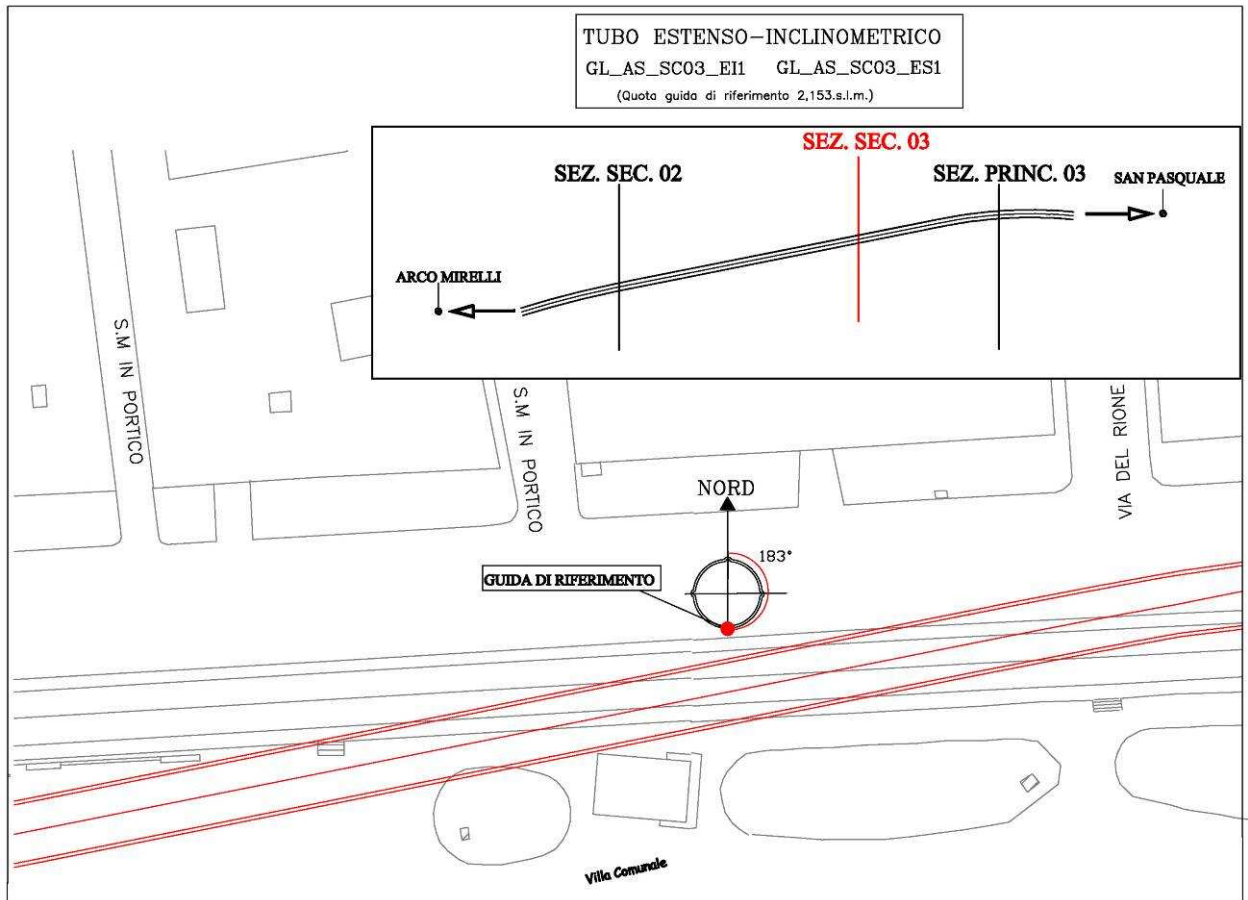 TUBO ESTENSO-INCLINOMETRICO
GL_AS_SC03_EI1 GL_AS_SC03_ES1
(Quota guida di riferimento 2,153.s.l.m.)
SEZ. SEC. 03
SEZ. SEC. 02
SEZ. PRINC. 03
SAN PASQUALE
ARCO MIRELLI
S.M IN PORTICO
S.M IN PORTICO
VIA DEL RIONE
NORD
183°
GUIDA DI RIFERIMENTO
Villa Comunale